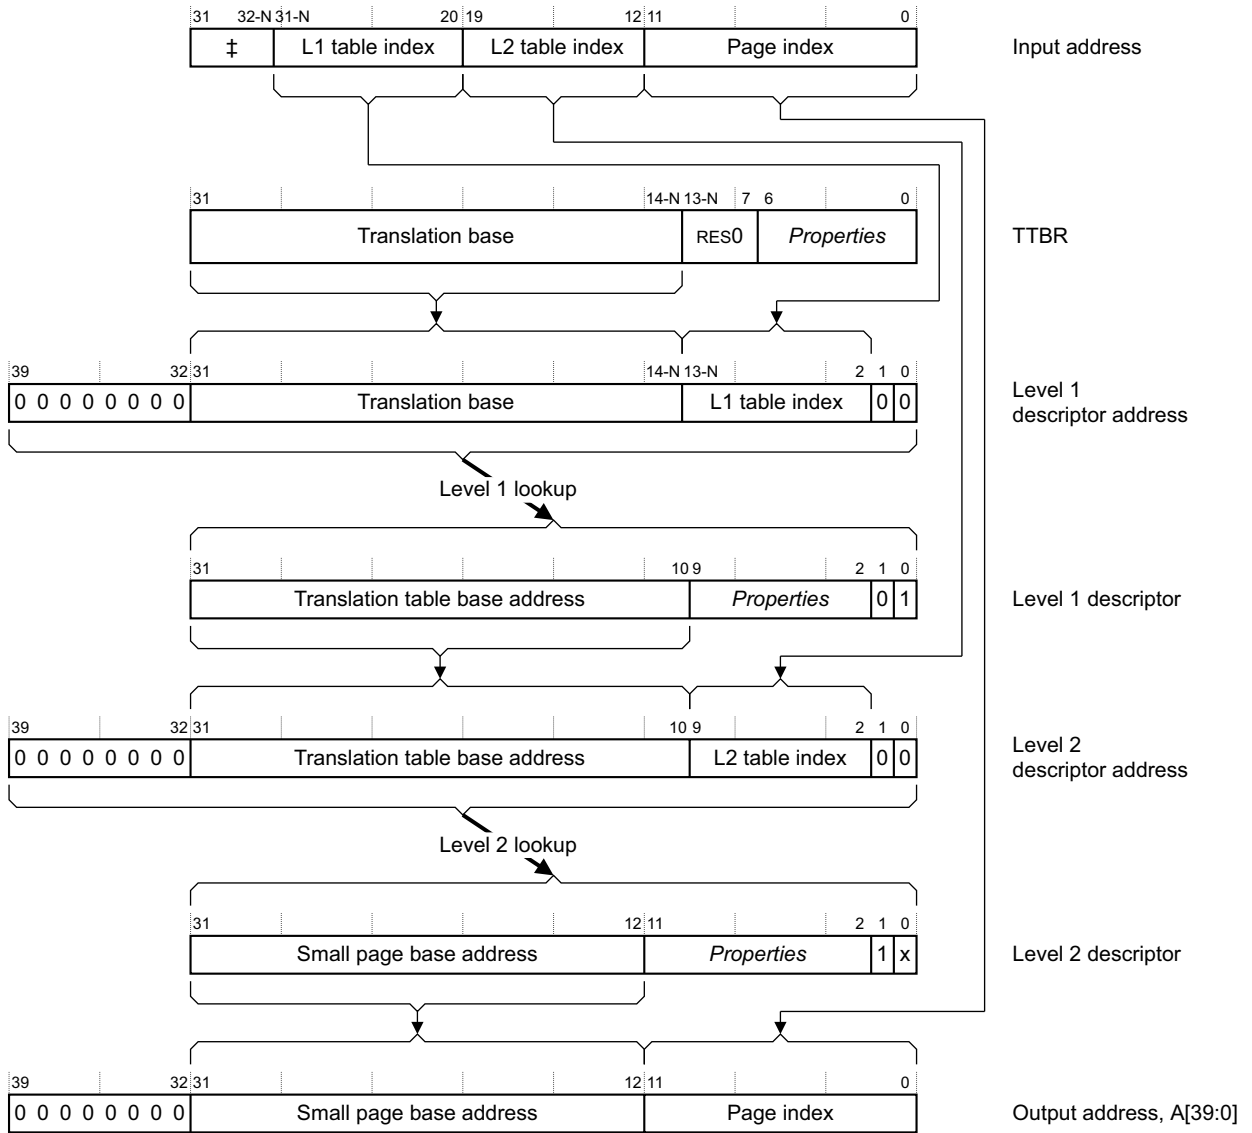 31 32-N 31-N 20 19 12 11 0
‡ L1 table index L2 table index Page index Input address
31 14-N 13-N 7 6 0
Translation base RES0 Properties TTBR
39 32 31 14-N 13-N 2 1 0
0 0 0 0 0 0 0 0 Translation base L1 table index 0 0 Level 1
descriptor address
Level 1 lookup
31 10 9 2 1 0
Translation table base address Properties 0 1 Level 1 descriptor
39 32 31 10 9 2 1 0
0 0 0 0 0 0 0 0 Translation table base address L2 table index 0 0 Level 2
descriptor address
Level 2 lookup
31 12 11 2 1 0
Small page base address Properties 1 x Level 2 descriptor
39 32 31 12 11 0
0 0 0 0 0 0 0 0 Small page base address Page index Output address, A[39:0]